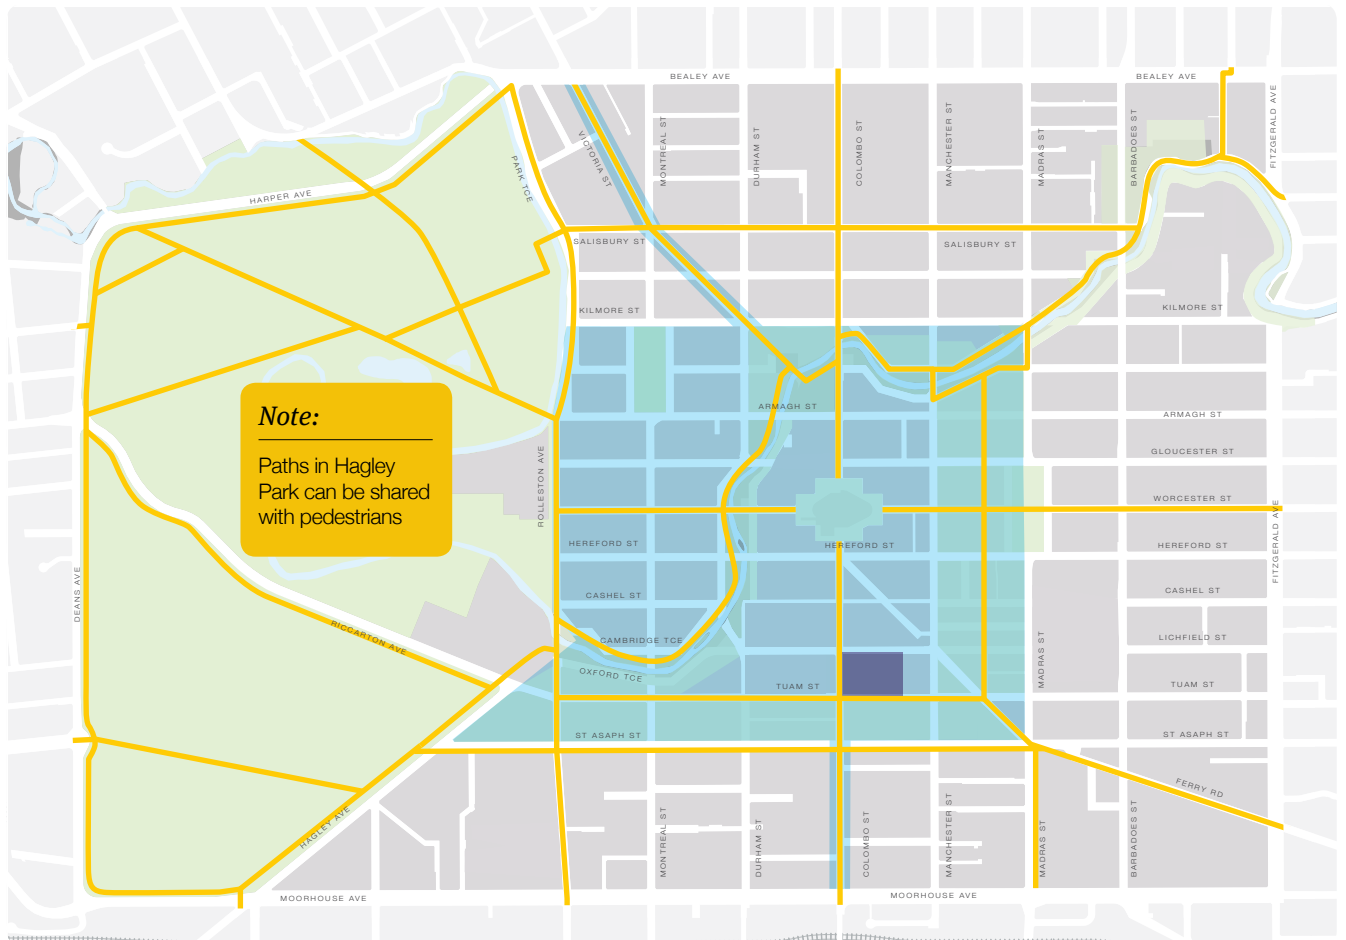 BEALEY AVE
BEALEY AVE
FITZGERALD AVE
PARK TCE
VICTORIA ST
MONTREAL ST
DURHAM ST
COLOMBO ST
MANCHESTER ST
MADRAS ST
BARBADOES ST
HARPER AVE
SALISBURY ST
SALISBURY ST
KILMORE ST
KILMORE ST
Note:
Paths in Hagley
Park can be shared
with pedestrians
ARMAGH ST
ARMAGH ST
GLOUCESTER ST
ROLLESTON AVE
WORCESTER ST
FITZGERALD AVE
HEREFORD ST
HEREFORD ST
HEREFORD ST
DEANS AVE
CASHEL ST
CASHEL ST
RICCARTON AVE
CAMBRIDGE TCE
LICHFIELD ST
OXFORD TCE
MADRAS ST
TUAM ST
TUAM ST
ST ASAPH ST
ST ASAPH ST
FERRY RD
HAGLEY AVE
MONTREAL ST
DURHAM ST
COLOMBO ST
MANCHESTER ST
MADRAS ST
BARBADOES ST
MOORHOUSE AVE
MOORHOUSE AVE